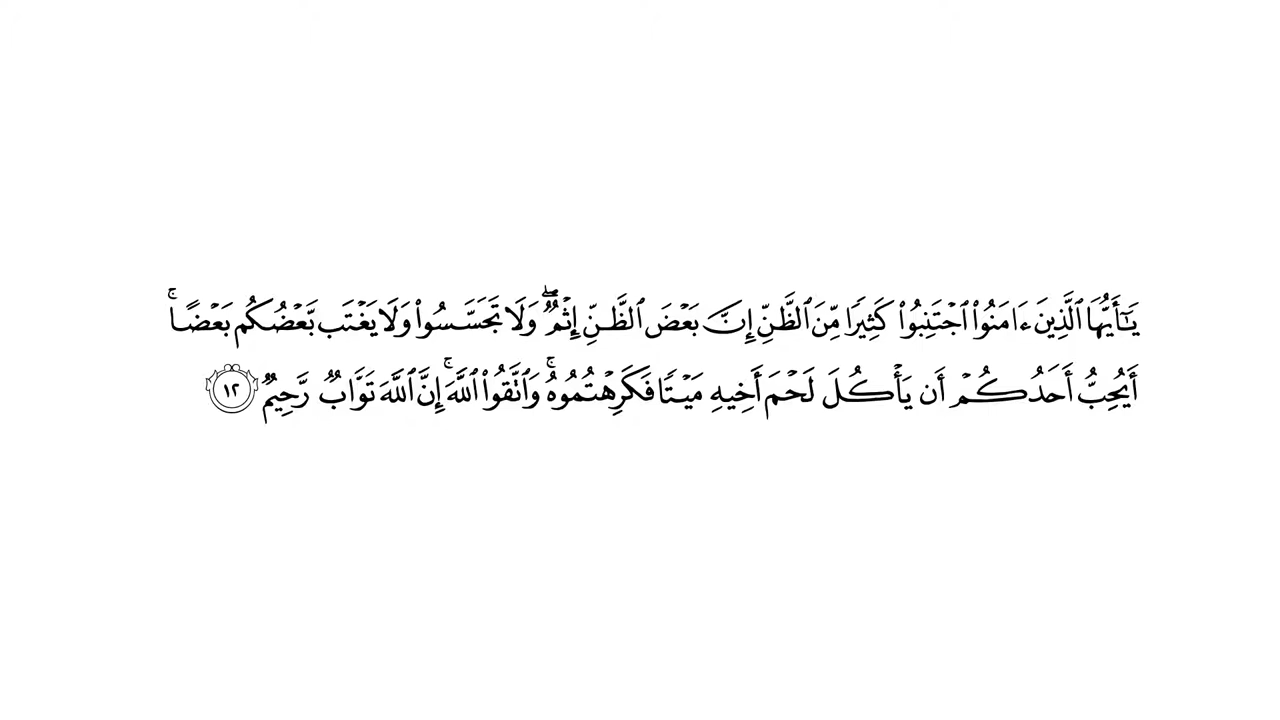 يَـٰٓأَيُّهَا ٱلَّذِينَ ءَامَنُوا۟ ٱجْتَنِبُوا۟ كَثِيرًا مِّنَ ٱلظَّنِّ إِنَّ بَعْضَ ٱلظَّنِّ إِثْمٌ ۖ وَلَا تَجَسَّسُوا۟ وَلَا يَغْتَب بَّعْضُكُم بَعْضًا ۚ
أَيُحِبُّ أَحَدُكُمْ أَن يَأْكُلَ لَحْمَ أَخِيهِ مَيْتًا فَكَرِهْتُمُوهُ ۚ وَٱتَّقُوا۟ ٱللَّهَ ۚ إِنَّ ٱللَّهَ تَوَّابٌ رَّحِيمٌ ١٢